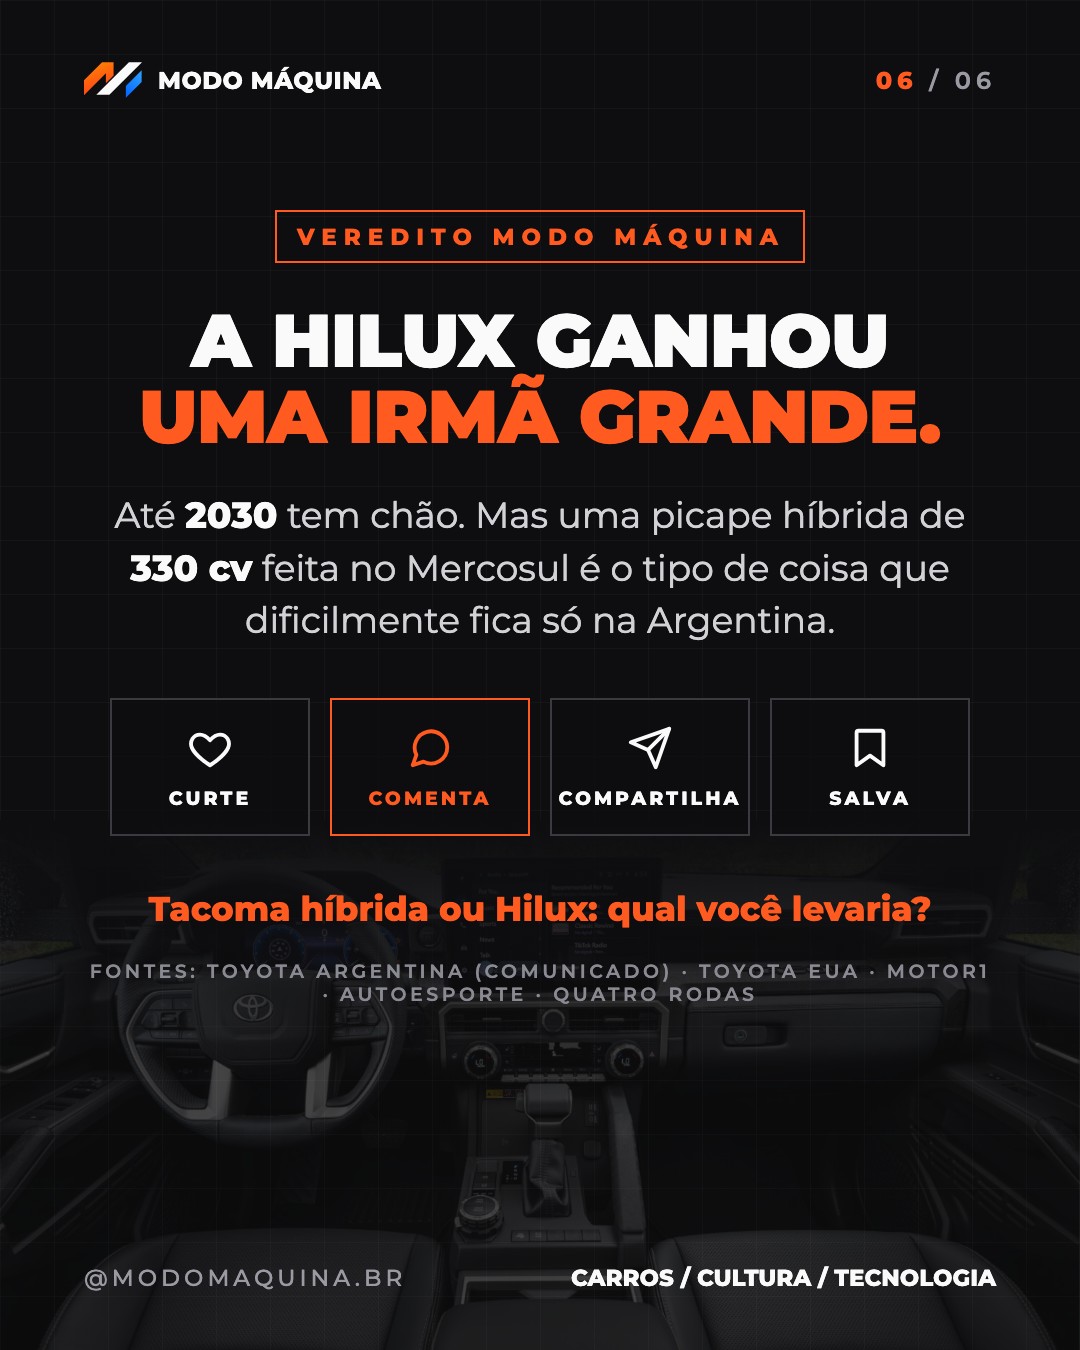 MODO MÁQUINA
06 / 06
VEREDITO MODO MÁQUINA
A HILUX GANHOU
UMA IRMÃ GRANDE.
Até 2030 tem chão. Mas uma picape híbrida de
330 cv feita no Mercosul é o tipo de coisa que
dificilmente fica só na Argentina.
CURTE
COMENTA
COMPARTILHA
SALVA
Tacoma híbrida ou Hilux: qual você levaria?
FONTES: TOYOTA ARGENTINA (COMUNICADO) · TOYOTA EUA · MOTOR1
· AUTOESPORTE · QUATRO RODAS
@MODOMAQUINA.BR
CARROS / CULTURA / TECNOLOGIA